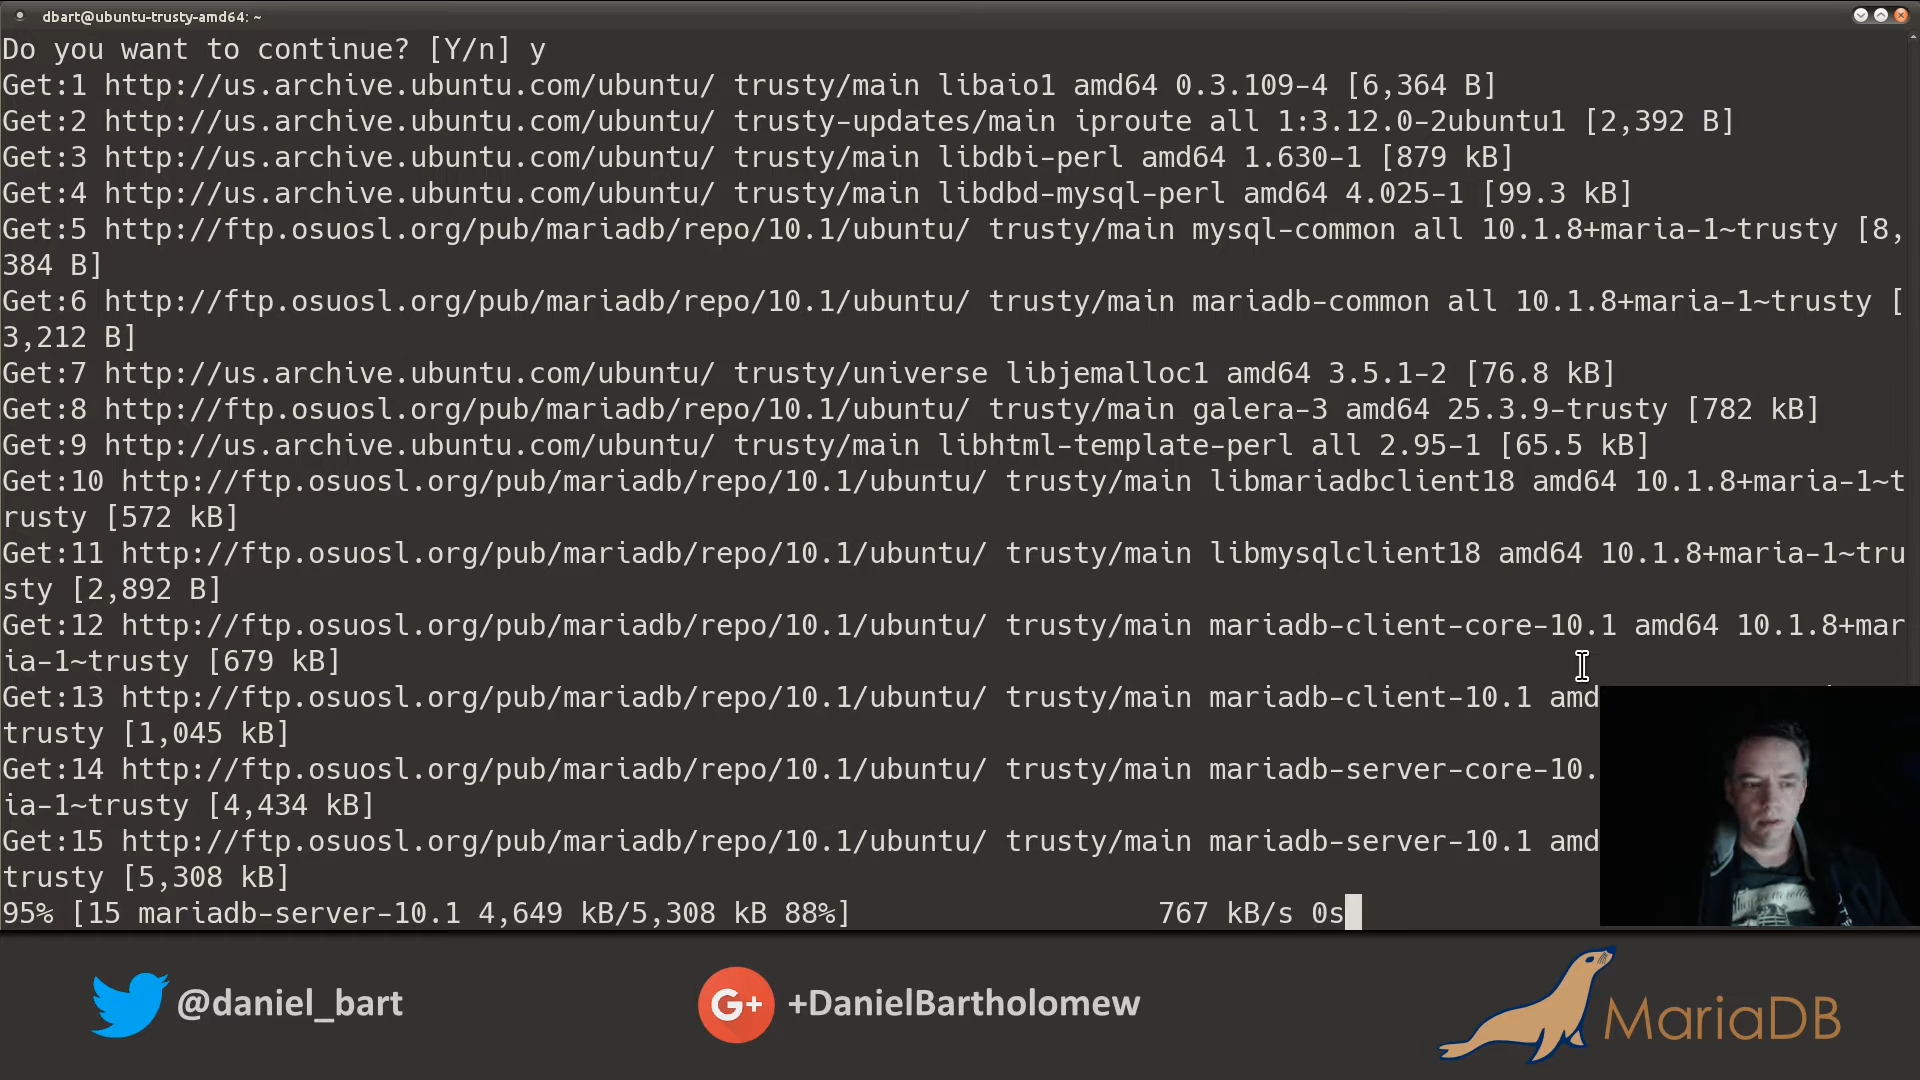 dbart@ubuntu-trusty-amd64: ~
Do you want to continue? [Y/n] y
Get:1 http://us.archive.ubuntu.com/ubuntu/ trusty/main libaio1 amd64 0.3.109-4 [6,364 B]
Get:2 http://us.archive.ubuntu.com/ubuntu/ trusty-updates/main iproute all 1:3.12.0-2ubuntu1 [2,392 B]
Get:3 http://us.archive.ubuntu.com/ubuntu/ trusty/main libdbi-perl amd64 1.630-1 [879 kB]
Get:4 http://us.archive.ubuntu.com/ubuntu/ trusty/main libdbd-mysql-perl amd64 4.025-1 [99.3 kB]
Get:5 http://ftp.osuosl.org/pub/mariadb/repo/10.1/ubuntu/ trusty/main mysql-common all 10.1.8+maria-1~trusty [8,
384 B]
Get:6 http://ftp.osuosl.org/pub/mariadb/repo/10.1/ubuntu/ trusty/main mariadb-common all 10.1.8+maria-1~trusty [
3,212 B]
Get:7 http://us.archive.ubuntu.com/ubuntu/ trusty/universe libjemalloc1 amd64 3.5.1-2 [76.8 kB]
Get:8 http://ftp.osuosl.org/pub/mariadb/repo/10.1/ubuntu/ trusty/main galera-3 amd64 25.3.9-trusty [782 kB]
Get:9 http://us.archive.ubuntu.com/ubuntu/ trusty/main libhtml-template-perl all 2.95-1 [65.5 kB]
Get:10 http://ftp.osuosl.org/pub/mariadb/repo/10.1/ubuntu/ trusty/main libmariadbclient18 amd64 10.1.8+maria-1~t
rusty [572 kB]
Get:11 http://ftp.osuosl.org/pub/mariadb/repo/10.1/ubuntu/ trusty/main libmysqlclient18 amd64 10.1.8+maria-1~tru
sty [2,892 B]
Get:12 http://ftp.osuosl.org/pub/mariadb/repo/10.1/ubuntu/ trusty/main mariadb-client-core-10.1 amd64 10.1.8+mar
ia-1~trusty [679 kB]
Get:13 http://ftp.osuosl.org/pub/mariadb/repo/10.1/ubuntu/ trusty/main mariadb-client-10.1 amd
trusty [1,045 kB]
Get:14 http://ftp.osuosl.org/pub/mariadb/repo/10.1/ubuntu/ trusty/main mariadb-server-core-10.
ia-1~trusty [4,434 kB]
Get:15 http://ftp.osuosl.org/pub/mariadb/repo/10.1/ubuntu/ trusty/main mariadb-server-10.1 amd
trusty [5,308 kB]
95% [15 mariadb-server-10.1 4,649 kB/5,308 kB 88%] 767 kB/s 0s
@daniel_bart
G+ +DanielBartholomew
MariaDB